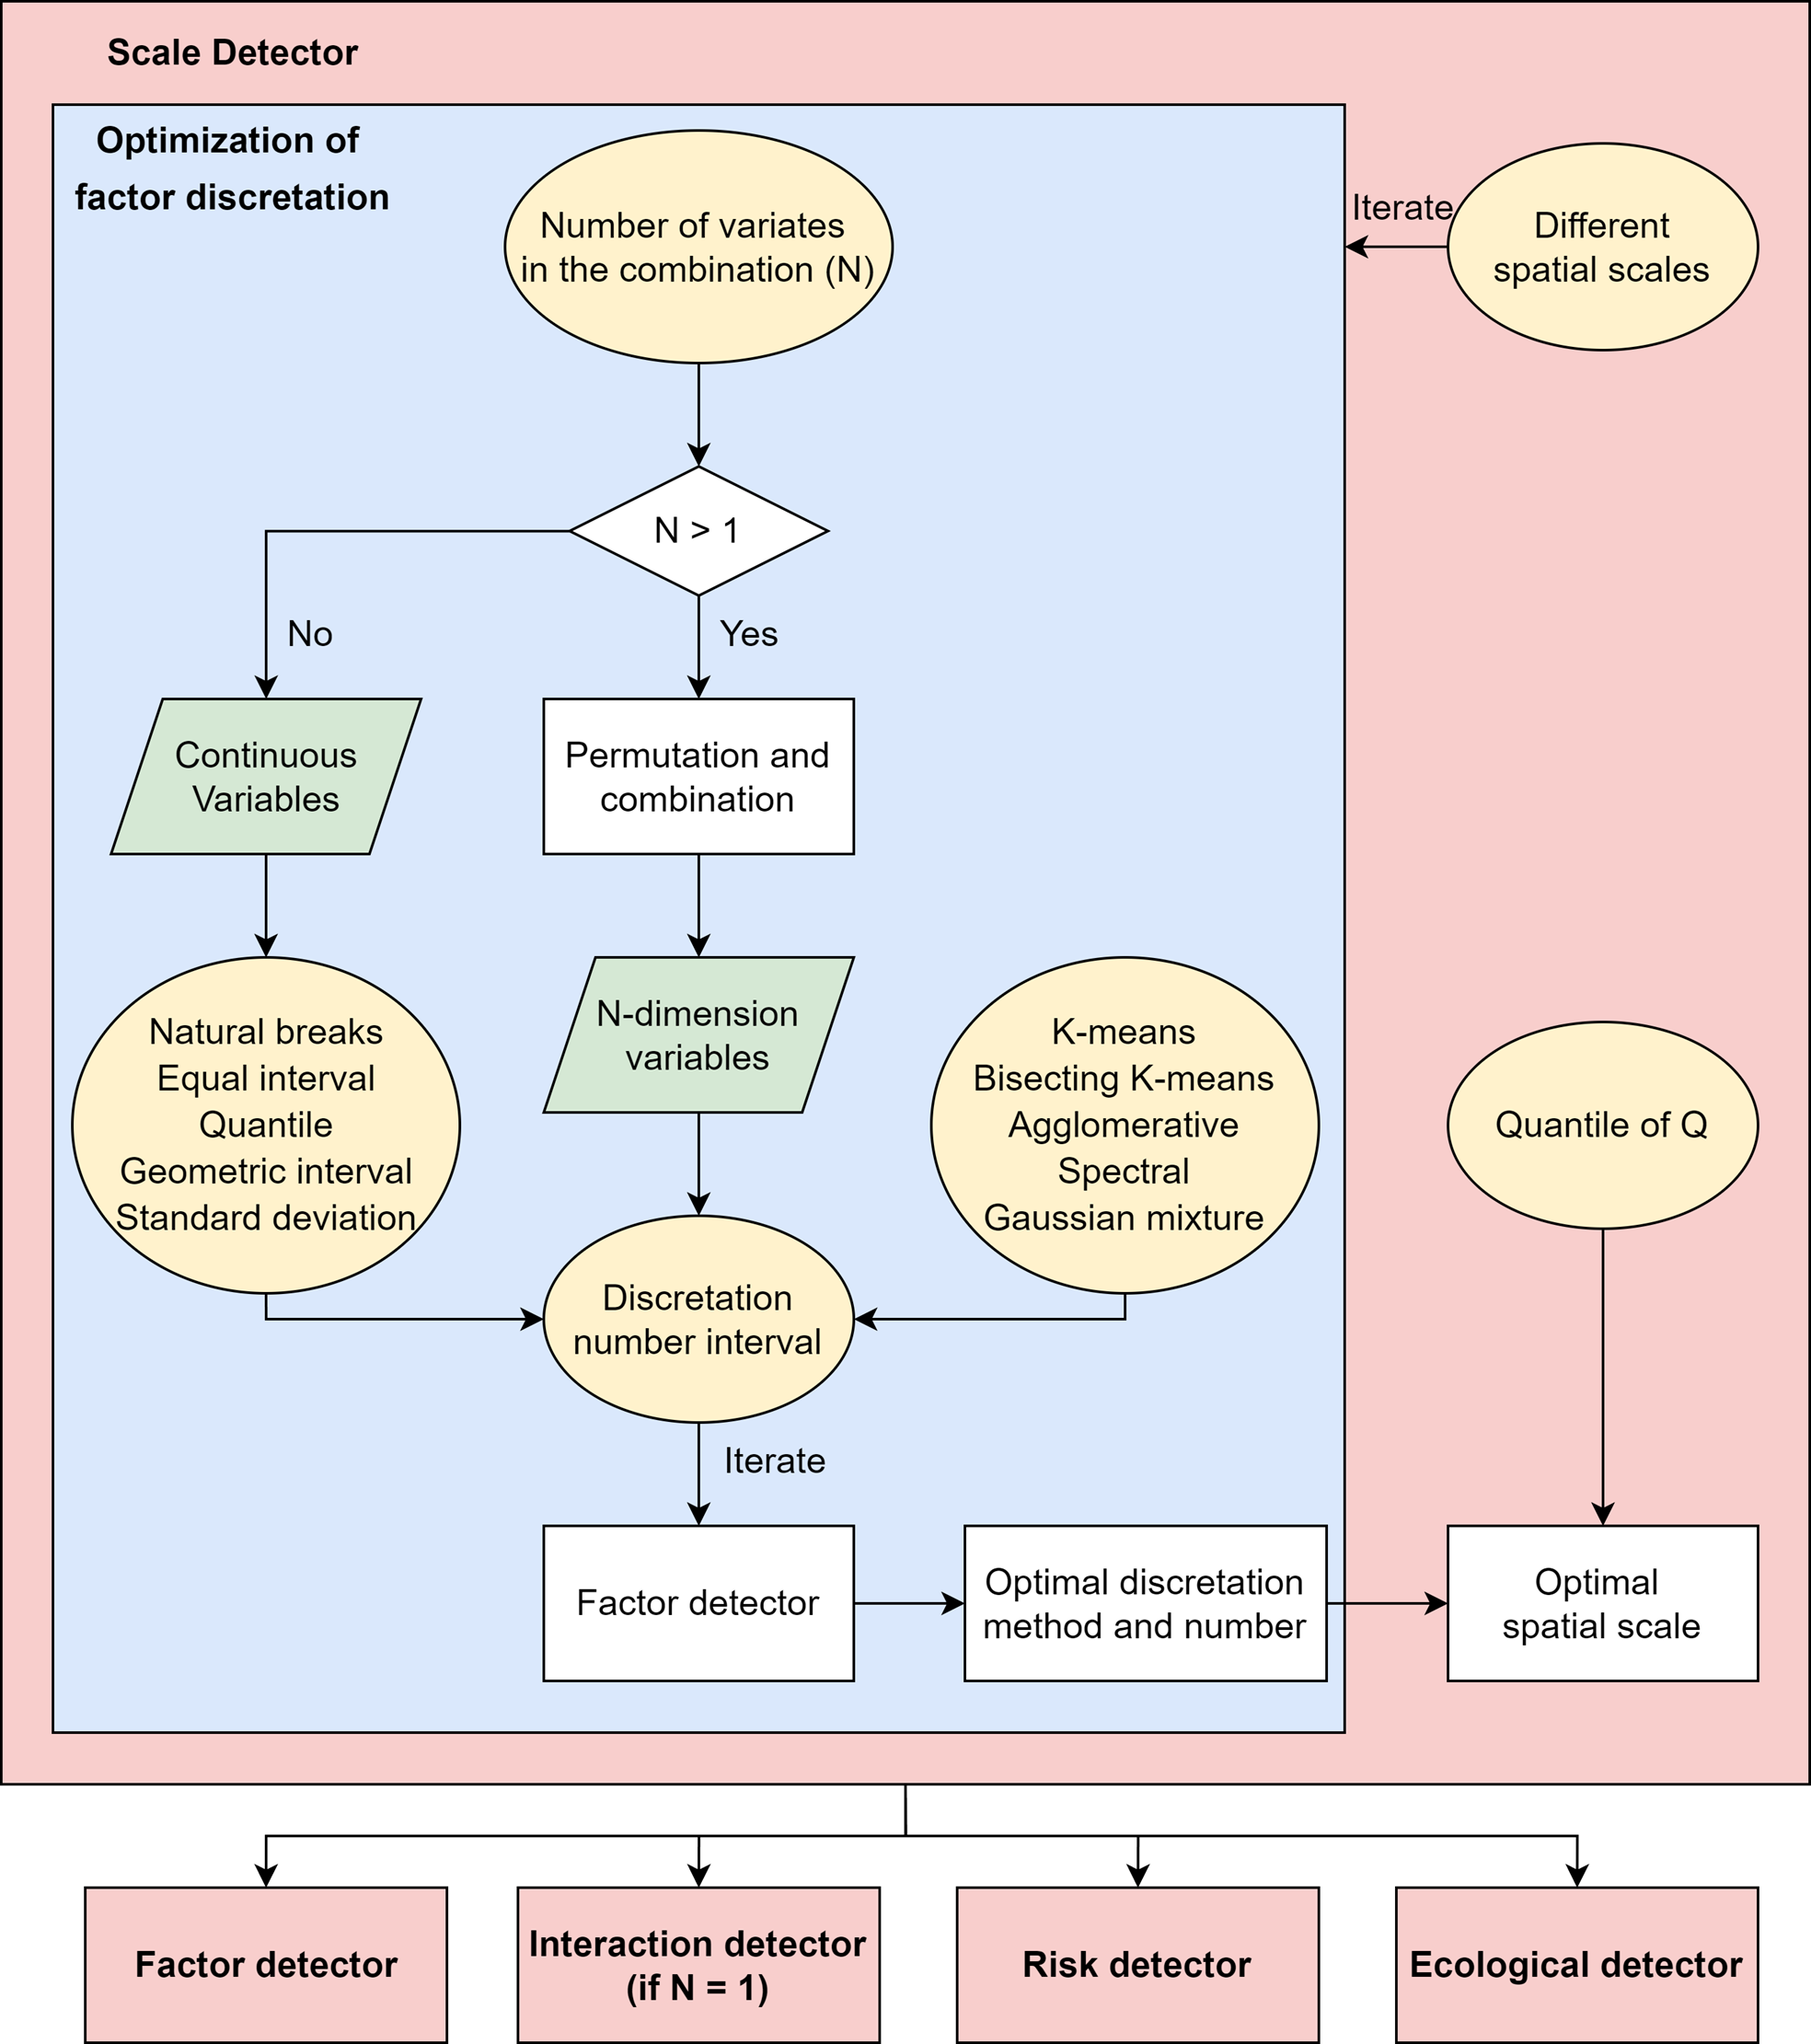 Scale Detector
Optimization of
factor discretation
Number of variates
in the combination (N)
Iterate
Different
spatial scales
N > 1
No
Yes
Continuous
Variables
Permutation and
combination
Natural breaks
Equal interval
Quantile
Geometric interval
Standard deviation
N-dimension
variables
K-means
Bisecting K-means
Agglomerative
Spectral
Gaussian mixture
Quantile of Q
Discretation
number interval
Iterate
Factor detector
Optimal discretation
method and number
Optimal
spatial scale
Factor detector
Interaction detector
(if N = 1)
Risk detector
Ecological detector